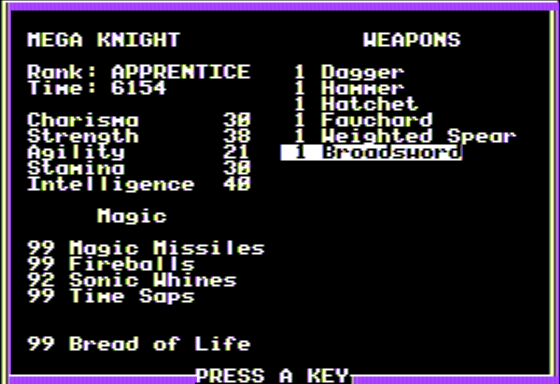 MEGA KNIGHT
Rank: APPRENTICE
Time: 6154
Charisma 30
Strength 38
Agility 21
Stamina 30
Intelligence 40
Magic
99 Magic Missiles
99 Fireballs
92 Sonic Whines
99 Time Saps
99 Bread of Life
WEAPONS
1 Dagger
1 Hammer
1 Hatchet
1 Fauchard
1 Weighted Spear
1 Broadsword
PRESS A KEY